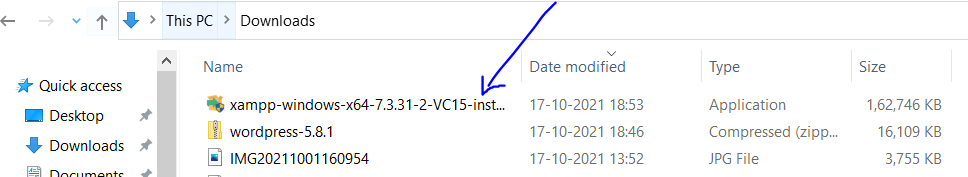 This PC > Downloads
Name Date modified Type Size
Quick access
xampp-windows-x64-7.3.31-2-VC15-inst... 17-10-2021 18:53 Application 1,62,746 KB
Desktop
wordpress-5.8.1 17-10-2021 18:46 Compressed (zipp... 16,109 KB
Downloads
IMG20211001160954 17-10-2021 13:52 JPG File 3,755 KB
Documents